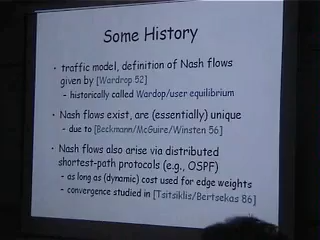 Some History
• traffic model, definition of Nash flows
given by [Wardrop 52]
- historically called Wardop/user equilibrium
• Nash flows exist, are (essentially) unique
- due to [Beckmann/McGuire/Winsten 56]
• Nash flows also arise via distributed
shortest-path protocols (e.g., OSPF)
- as long as (dynamic) cost used for edge weights
- convergence studied in [Tsitsiklis/Bertsekas 86]